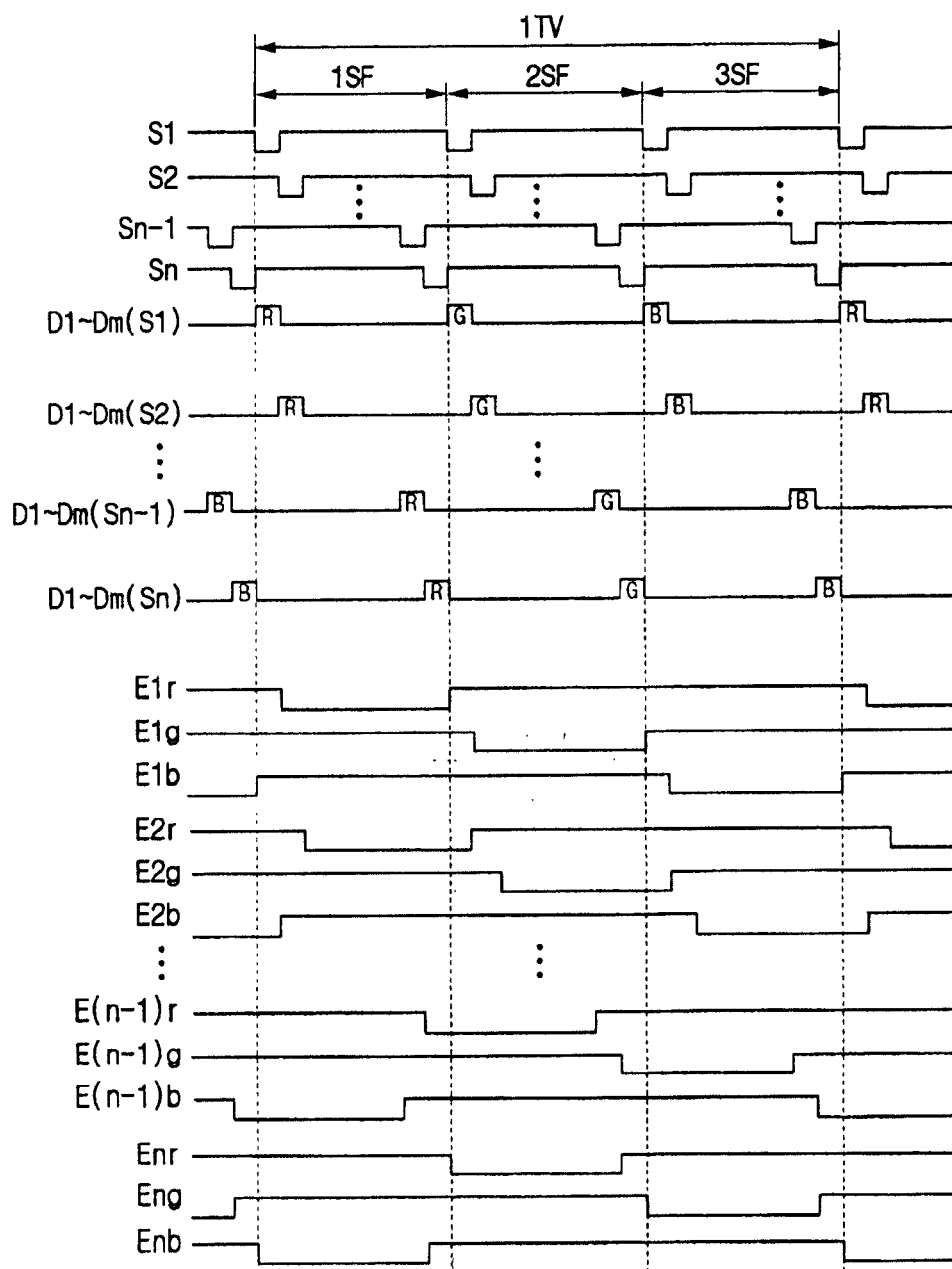 1TV
1SF 2SF 3SF
S1
S2
Sn-1
Sn
D1~Dm(S1) R G B R
D1~Dm(S2) R G B R
D1~Dm(Sn-1) B R G B
D1~Dm(Sn) B R G B
E1r
E1g
E1b
E2r
E2g
E2b
E(n-1)r
E(n-1)g
E(n-1)b
Enr
Eng
Enb